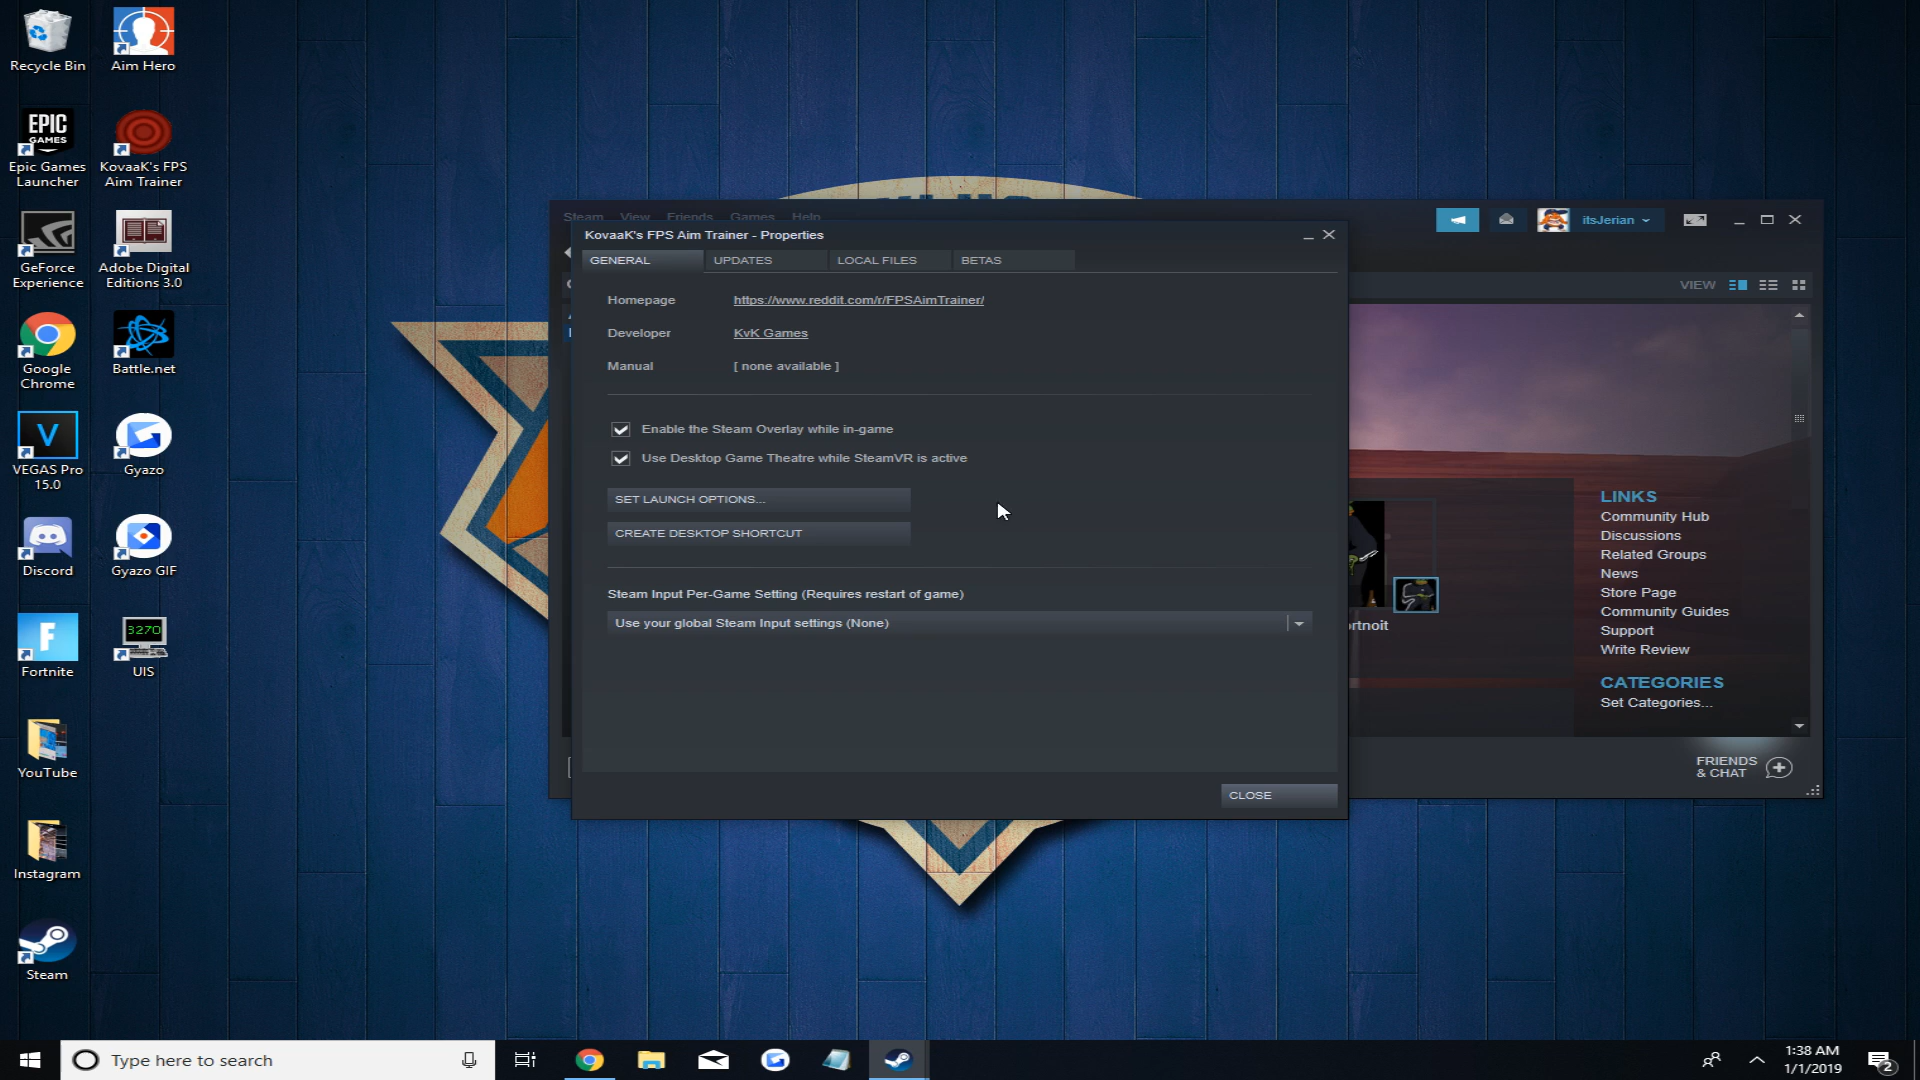 Recycle Bin
Aim Hero
EPIC
GAMES
Epic Games
Launcher
KovaaK's FPS
Aim Trainer
GeForce
Experience
Adobe Digital
Editions 3.0
Google
Chrome
Battle.net
V
VEGAS Pro
15.0
Gyazo
Discord
Gyazo GIF
F
Fortnite
3270
UIS
YouTube
Instagram
Steam
Steam View Friends Games Help
itsJerian
KovaaK's FPS Aim Trainer - Properties
GENERAL UPDATES LOCAL FILES BETAS
VIEW
Homepage https://www.reddit.com/r/FPSAimTrainer/
Developer KvK Games
Manual [ none available ]
Enable the Steam Overlay while in-game
Use Desktop Game Theatre while SteamVR is active
SET LAUNCH OPTIONS...
CREATE DESKTOP SHORTCUT
Steam Input Per-Game Setting (Requires restart of game)
Use your global Steam Input settings (None)
CLOSE
ortnoit
LINKS
Community Hub
Discussions
Related Groups
News
Store Page
Community Guides
Support
Write Review
CATEGORIES
Set Categories...
FRIENDS
& CHAT
Type here to search
1:38 AM
1/1/2019
2